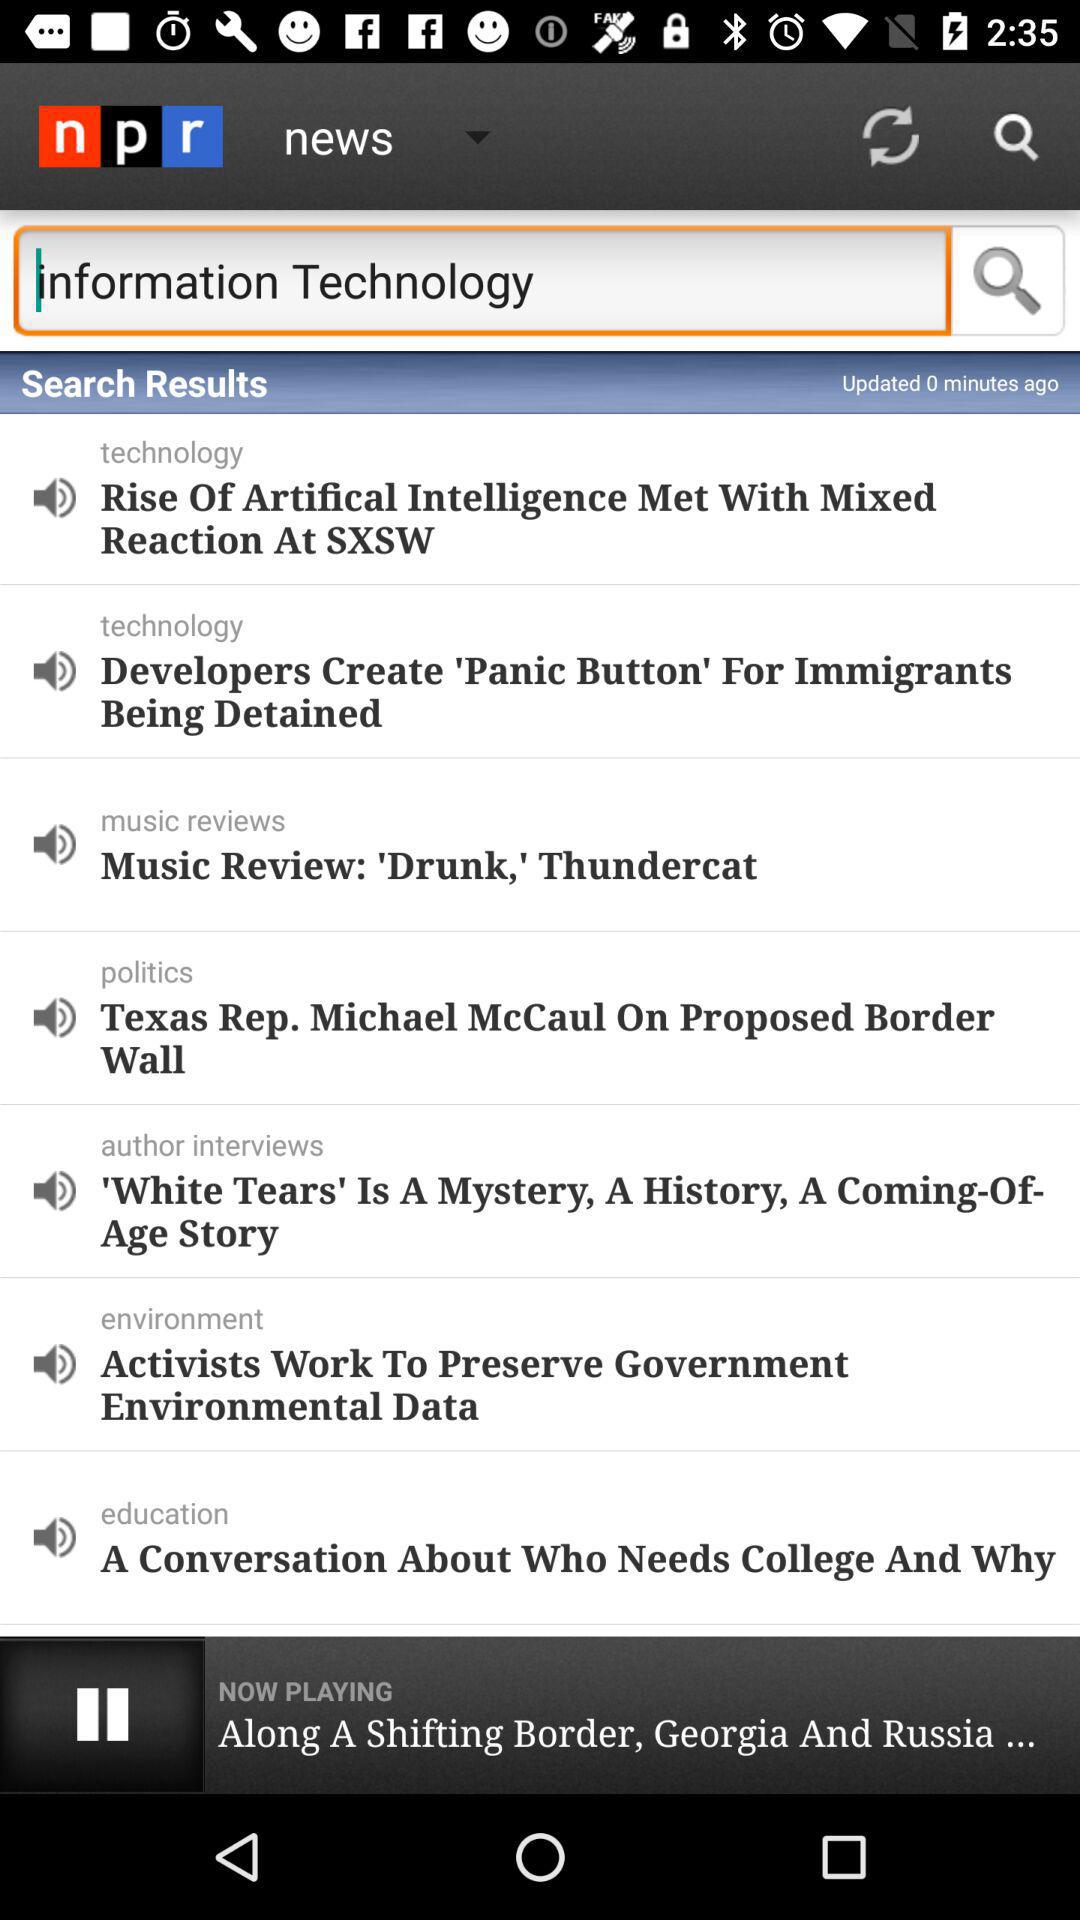 FAKE
2:35
npr news
information Technology
Search Results Updated 0 minutes ago
technology
Rise Of Artifical Intelligence Met With Mixed
Reaction At SXSW
technology
Developers Create 'Panic Button' For Immigrants
Being Detained
music reviews
Music Review: 'Drunk,' Thundercat
politics
Texas Rep. Michael McCaul On Proposed Border
Wall
author interviews
'White Tears' Is A Mystery, A History, A Coming-Of-
Age Story
environment
Activists Work To Preserve Government
Environmental Data
education
A Conversation About Who Needs College And Why
NOW PLAYING
Along A Shifting Border, Georgia And Russia ...